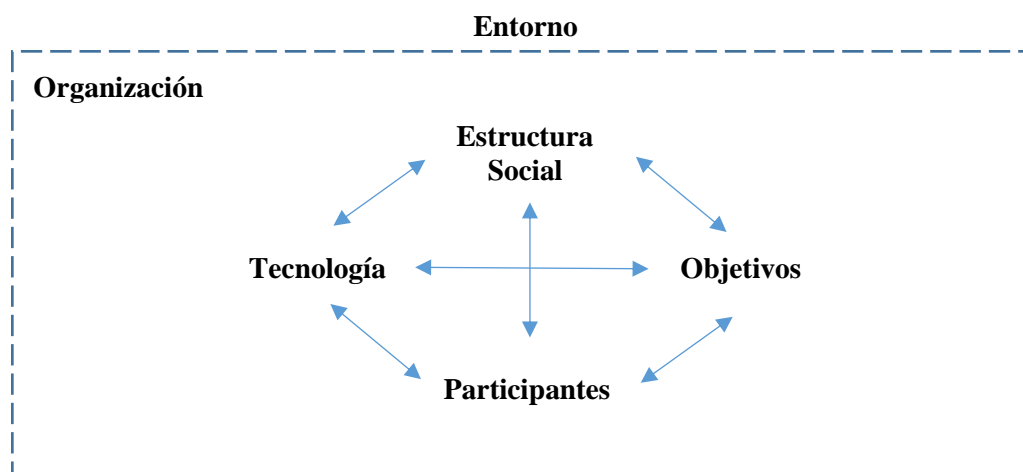 Entorno
Organización
Estructura
Social
Tecnología
Objetivos
Participantes